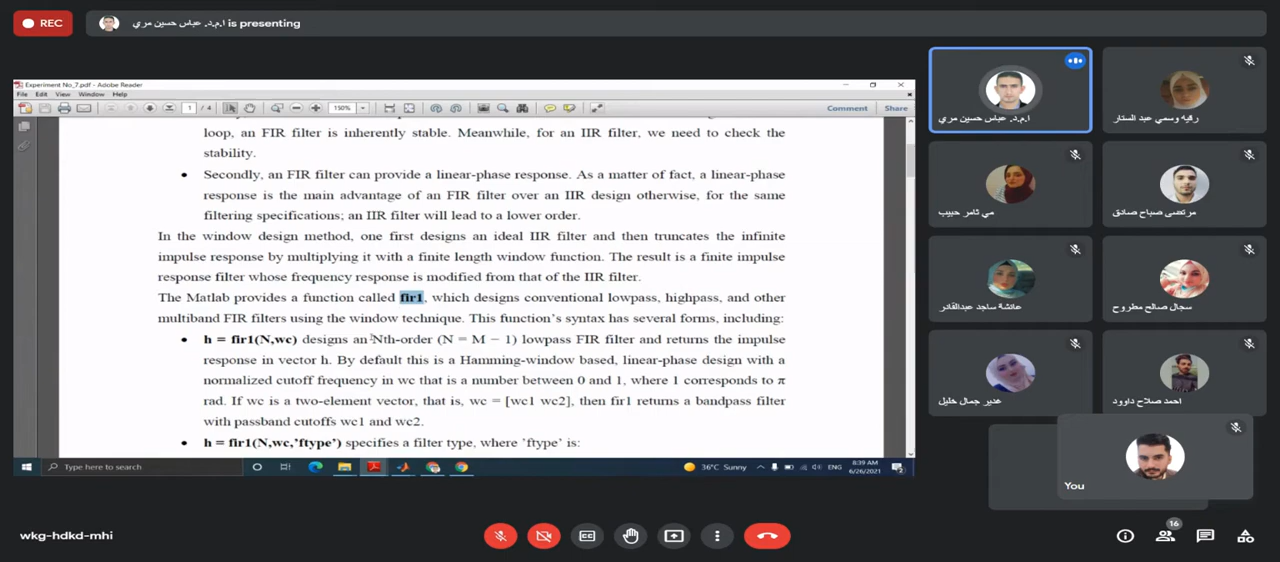 REC
ا.م.د. عباس حسين مري is presenting
Experiment No_7.pdf - Adobe Reader
File Edit View Window Help
1 / 4
150%
Comment
Share
loop, an FIR filter is inherently stable. Meanwhile, for an IIR filter, we need to check the
stability.
• Secondly, an FIR filter can provide a linear-phase response. As a matter of fact, a linear-phase
response is the main advantage of an FIR filter over an IIR design otherwise, for the same
filtering specifications; an IIR filter will lead to a lower order.
In the window design method, one first designs an ideal IIR filter and then truncates the infinite
impulse response by multiplying it with a finite length window function. The result is a finite impulse
response filter whose frequency response is modified from that of the IIR filter.
The Matlab provides a function called fir1, which designs conventional lowpass, highpass, and other
multiband FIR filters using the window technique. This function's syntax has several forms, including:
• h = fir1(N,wc) designs an Nth-order (N = M − 1) lowpass FIR filter and returns the impulse
response in vector h. By default this is a Hamming-window based, linear-phase design with a
normalized cutoff frequency in wc that is a number between 0 and 1, where 1 corresponds to π
rad. If wc is a two-element vector, that is, wc = [wc1 wc2], then fir1 returns a bandpass filter
with passband cutoffs wc1 and wc2.
• h = fir1(N,wc,'ftype') specifies a filter type, where 'ftype' is:
Type here to search
36°C Sunny
8:39 AM
6/26/2021
ا.م.د. عباس حسين مري
رقيه وسمي عبد الستار
مي ثامر حبيب
مرتضى صباح صادق
عائشة ساجد عبدالقادر
سجال صالح مطروح
غدير جمال خليل
احمد صلاح داوود
You
wkg-hdkd-mhi
16